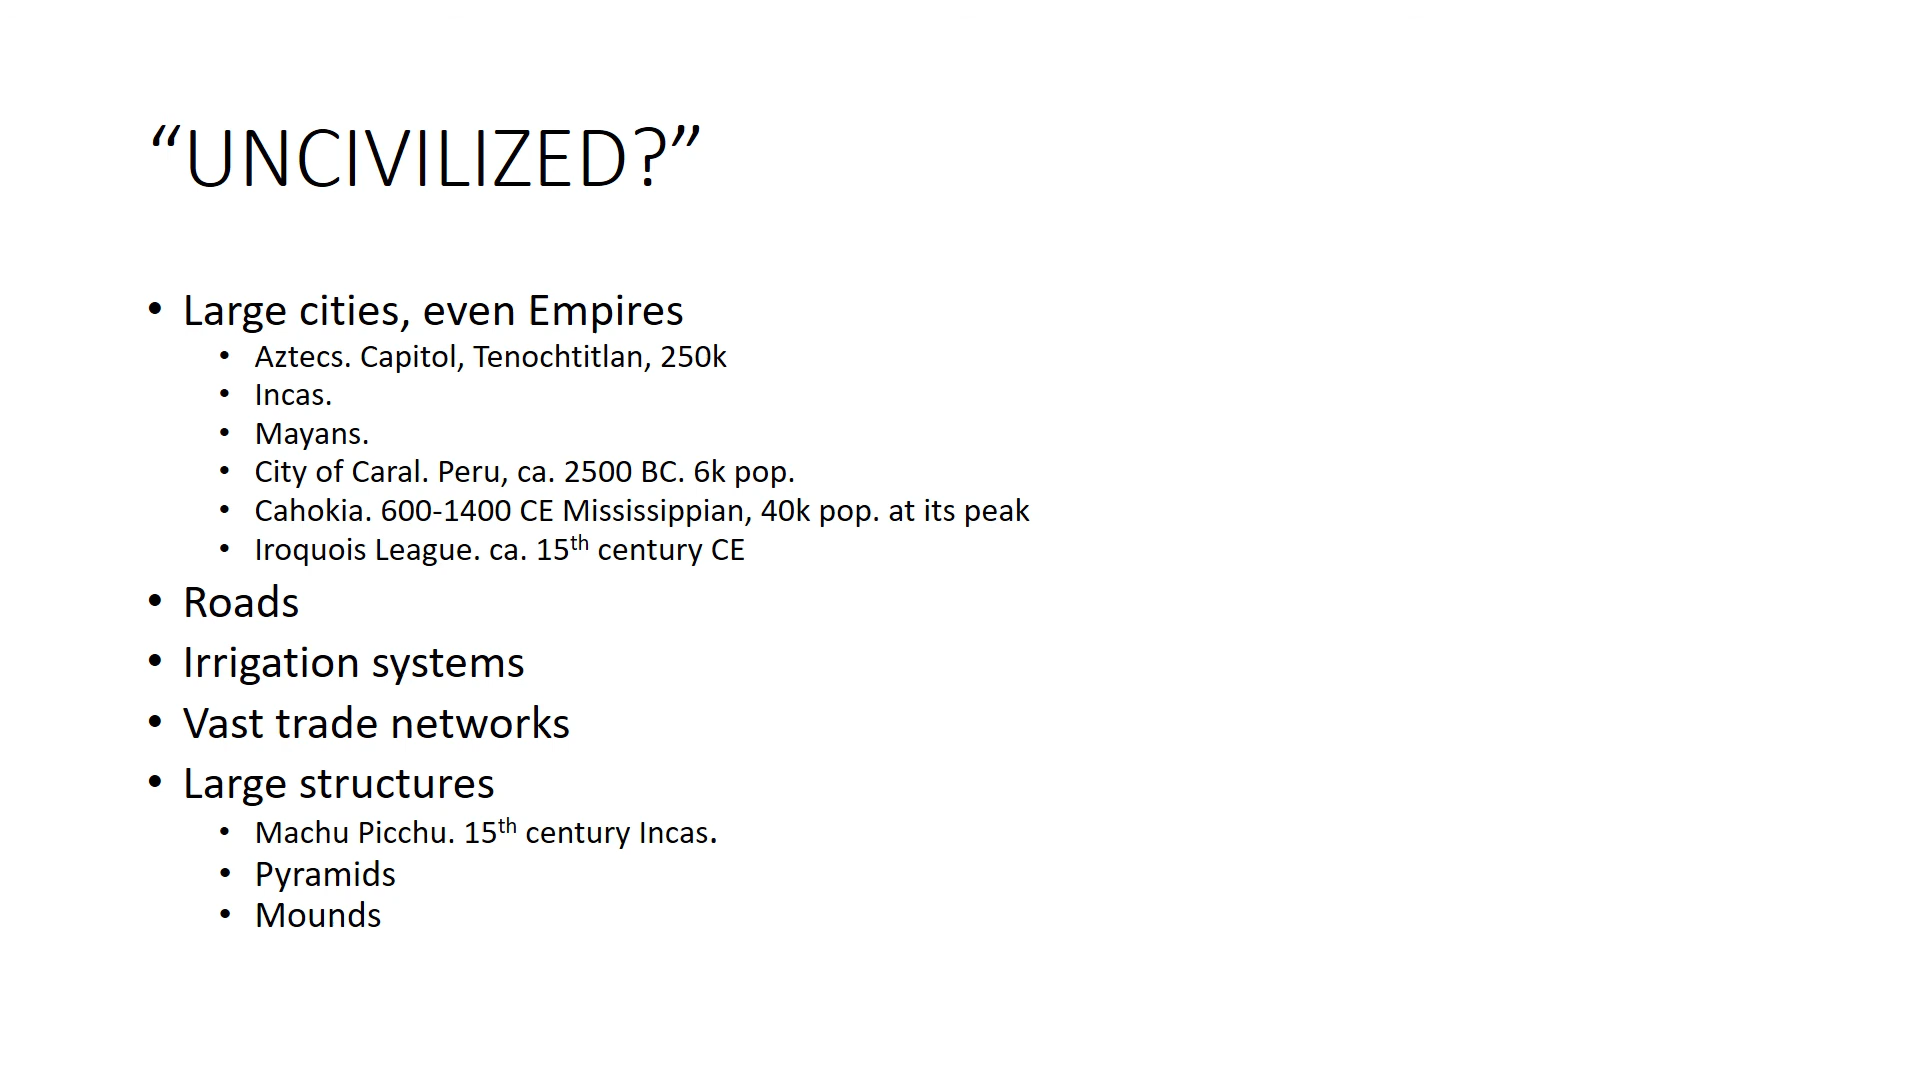 “UNCIVILIZED?”
• Large cities, even Empires
• Aztecs. Capitol, Tenochtitlan, 250k
• Incas.
• Mayans.
• City of Caral. Peru, ca. 2500 BC. 6k pop.
• Cahokia. 600-1400 CE Mississippian, 40k pop. at its peak
• Iroquois League. ca. 15th century CE
• Roads
• Irrigation systems
• Vast trade networks
• Large structures
• Machu Picchu. 15th century Incas.
• Pyramids
• Mounds